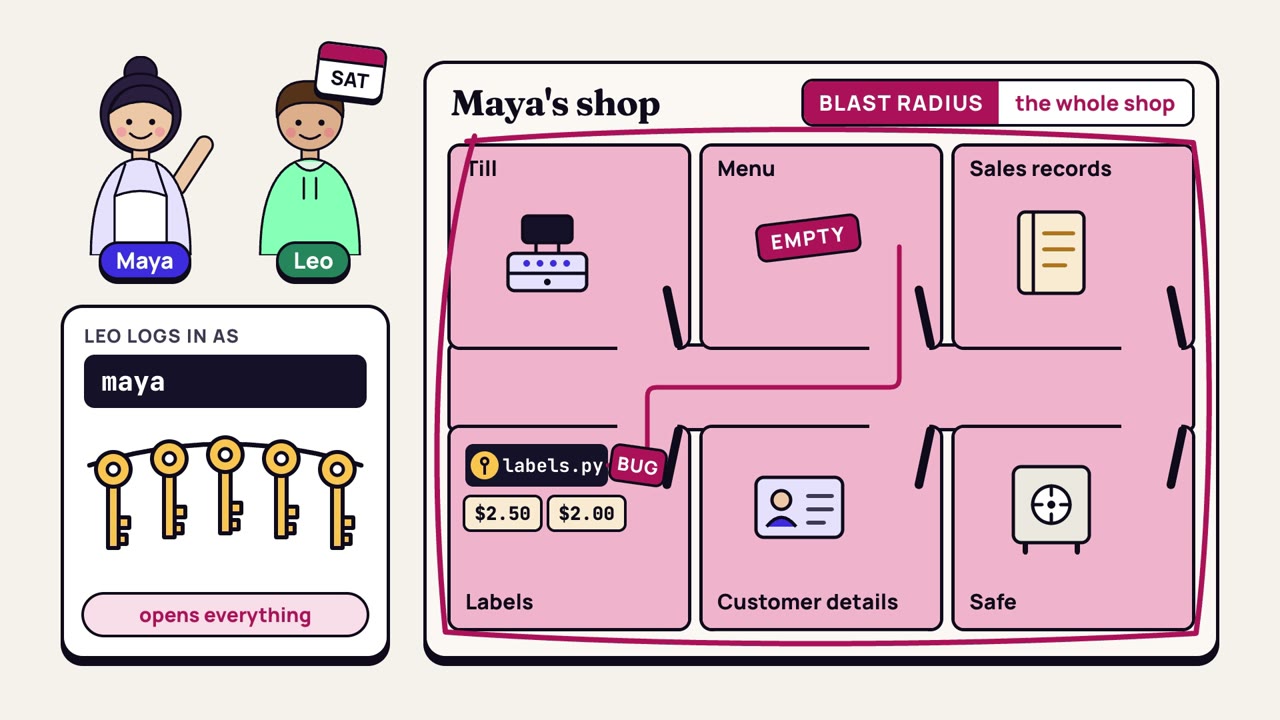 SAT
Maya
Leo
LEO LOGS IN AS
maya
opens everything
Maya's shop
BLAST RADIUS the whole shop
Till
Menu
Sales records
EMPTY
labels.py
BUG
$2.50 $2.00
Labels
Customer details
Safe